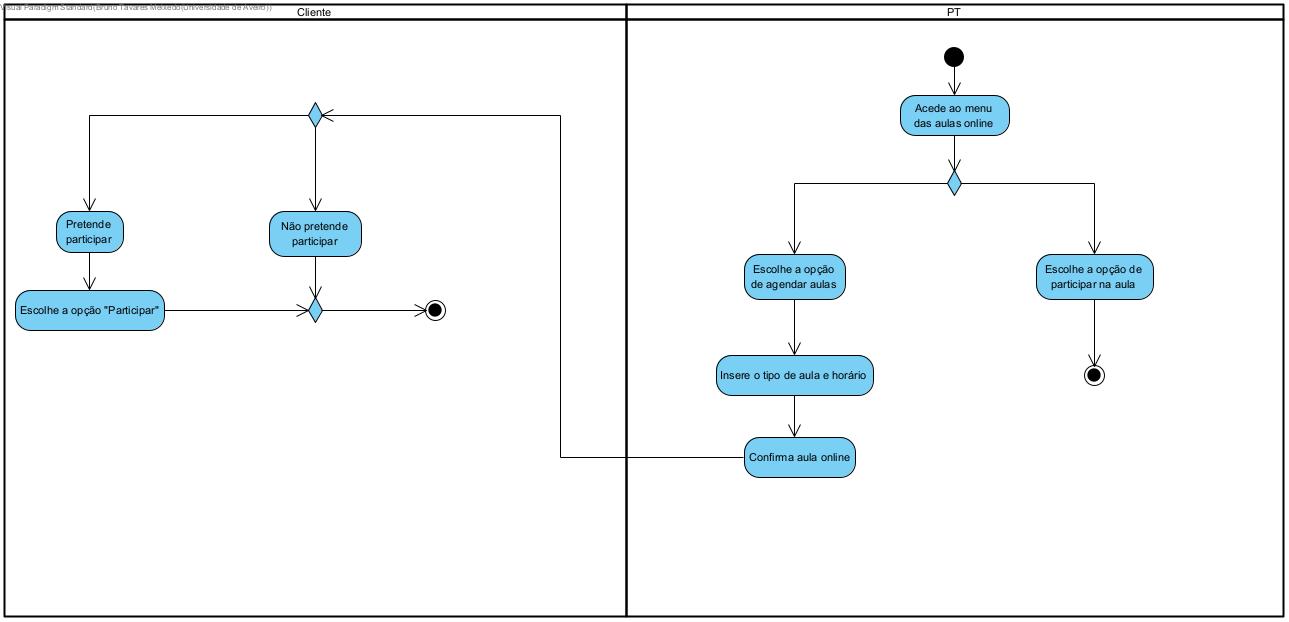 Visual Paradigm Standard(Bruno Tavares Meixedo(Universidade de Aveiro))
Cliente
PT
Acede ao menu
das aulas online
Pretende
participar
Não pretende
participar
Escolhe a opção
de agendar aulas
Escolhe a opção de
participar na aula
Escolhe a opção "Participar"
Insere o tipo de aula e horário
Confirma aula online